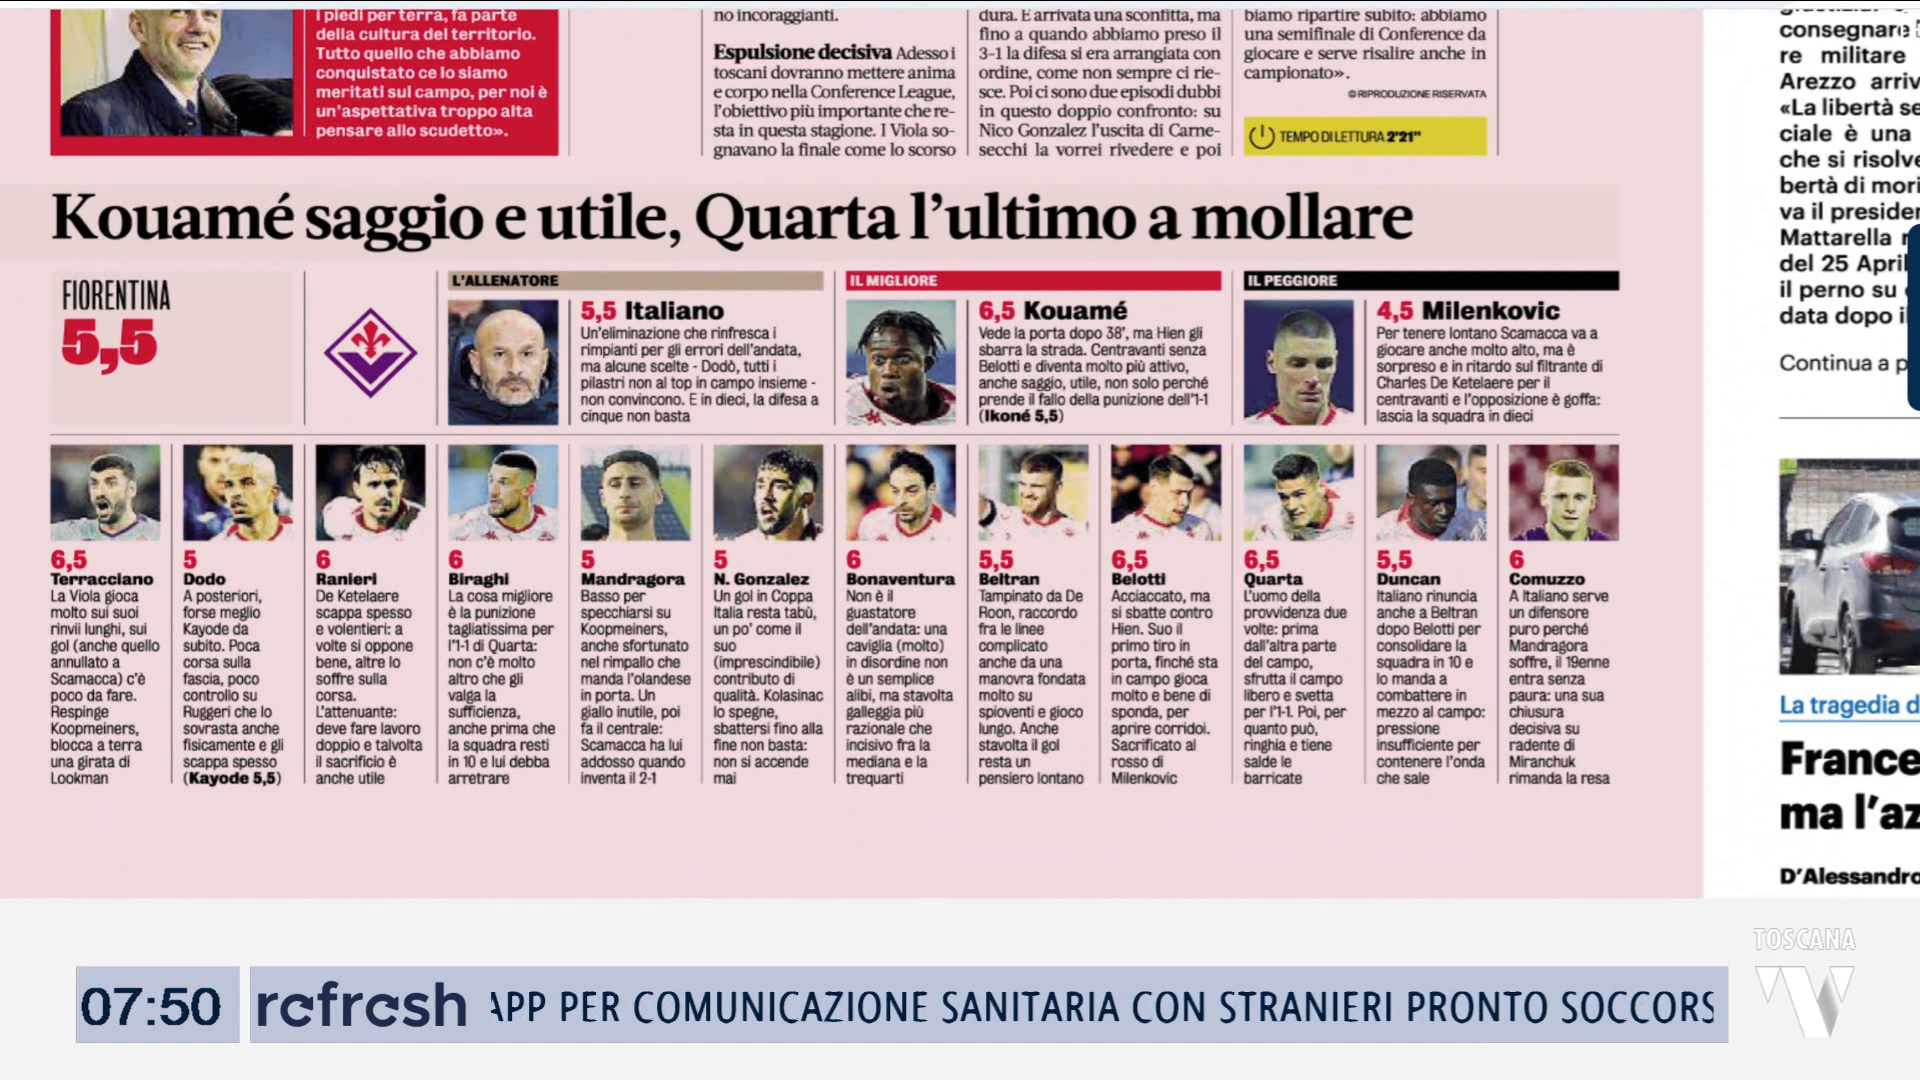 I piedi per terra, fa parte
della cultura del territorio.
Tutto quello che abbiamo
conquistato ce lo siamo
meritati sul campo, per noi è
un'aspettativa troppo alta
pensare allo scudetto».
no incoraggianti.
Espulsione decisiva Adesso i
toscani dovranno mettere anima
e corpo nella Conference League,
l'obiettivo più importante che re-
sta in questa stagione. I Viola so-
gnavano la finale come lo scorso
dura. È arrivata una sconfitta, ma
fino a quando abbiamo preso il
3-1 la difesa si era arrangiata con
ordine, come non sempre ci rie-
sce. Poi ci sono due episodi dubbi
in questo doppio confronto: su
Nico Gonzalez l'uscita di Carne-
secchi la vorrei rivedere e poi
biamo ripartire subito: abbiamo
una semifinale di Conference da
giocare e serve risalire anche in
campionato».
© RIPRODUZIONE RISERVATA
TEMPO DI LETTURA 2'21"
Kouamé saggio e utile, Quarta l'ultimo a mollare
FIORENTINA
5,5
L'ALLENATORE
5,5 Italiano
Un'eliminazione che rinfresca i
rimpianti per gli errori dell'andata,
ma alcune scelte - Dodò, tutti i
pilastri non al top in campo insieme -
non convincono. E in dieci, la difesa a
cinque non basta
IL MIGLIORE
6,5 Kouamé
Vede la porta dopo 38', ma Hien gli
sbarra la strada. Centravanti senza
Belotti e diventa molto più attivo,
anche saggio, utile, non solo perché
prende il fallo della punizione dell'1-1
(Ikoné 5,5)
IL PEGGIORE
4,5 Milenkovic
Per tenere lontano Scamacca va a
giocare anche molto alto, ma è
sorpreso e in ritardo sul filtrante di
Charles De Ketelaere per il
centravanti e l'opposizione è goffa:
lascia la squadra in dieci
6,5
Terracciano
La Viola gioca
molto sui suoi
rinvii lunghi, sui
gol (anche quello
annullato a
Scamacca) c'è
poco da fare.
Respinge
Koopmeiners,
blocca a terra
una girata di
Lookman
5
Dodo
A posteriori,
forse meglio
Kayode da
subito. Poca
corsa sulla
fascia, poco
controllo su
Ruggeri che lo
sovrasta anche
fisicamente e gli
scappa spesso
(Kayode 5,5)
6
Ranieri
De Ketelaere
scappa spesso
e volentieri: a
volte si oppone
bene, altre lo
soffre sulla
corsa.
L'attenuante:
deve fare lavoro
doppio e talvolta
il sacrificio è
anche utile
6
Biraghi
La cosa migliore
è la punizione
tagliatissima per
l'1-1 di Quarta:
non c'è molto
altro che gli
valga la
sufficienza,
anche prima che
la squadra resti
in 10 e lui debba
arretrare
5
Mandragora
Basso per
specchiarsi su
Koopmeiners,
anche sfortunato
nel rimpallo che
manda l'olandese
in porta. Un
giallo inutile, poi
fa il centrale:
Scamacca ha lui
addosso quando
inventa il 2-1
5
N. Gonzalez
Un gol in Coppa
Italia resta tabù,
un po' come il
suo
(imprescindibile)
contributo di
qualità. Kolasinac
lo spegne,
sbattersi fino alla
fine non basta:
non si accende
mai
6
Bonaventura
Non è il
guastatore
dell'andata: una
caviglia (molto)
in disordine non
è un semplice
alibi, ma stavolta
galleggia più
razionale che
incisivo fra la
mediana e la
trequarti
5,5
Beltran
Tampinato da De
Roon, raccordo
fra le linee
complicato
anche da una
manovra fondata
molto su
spioventi e gioco
lungo. Anche
stavolta il gol
resta un
pensiero lontano
6,5
Belotti
Acciaccato, ma
si sbatte contro
Hien. Suo il
primo tiro in
porta, finché sta
in campo gioca
molto e bene di
sponda, per
aprire corridoi.
Sacrificato al
rosso di
Milenkovic
6,5
Quarta
L'uomo della
provvidenza due
volte: prima
dall'altra parte
del campo,
sfrutta il campo
libero e svetta
per l'1-1. Poi, per
quanto può,
ringhia e tiene
salde le
barricate
5,5
Duncan
Italiano rinuncia
anche a Beltran
dopo Belotti per
consolidare la
squadra in 10 e
lo manda a
combattere in
mezzo al campo:
pressione
insufficiente per
contenere l'onda
che sale
6
Comuzzo
A Italiano serve
un difensore
puro perché
Mandragora
soffre, il 19enne
entra senza
paura: una sua
chiusura
decisiva su
radente di
Miranchuk
rimanda la resa
consegnare
re militare
Arezzo arriv
«La libertà se
ciale è una
che si risolve
bertà di mori
va il presider
Mattarella
del 25 April
il perno su
data dopo il
Continua a p
La tragedia d
France
ma l'az
D'Alessandro
TOSCANA
TV
07:50
refresh
APP PER COMUNICAZIONE SANITARIA CON STRANIERI PRONTO SOCCORS